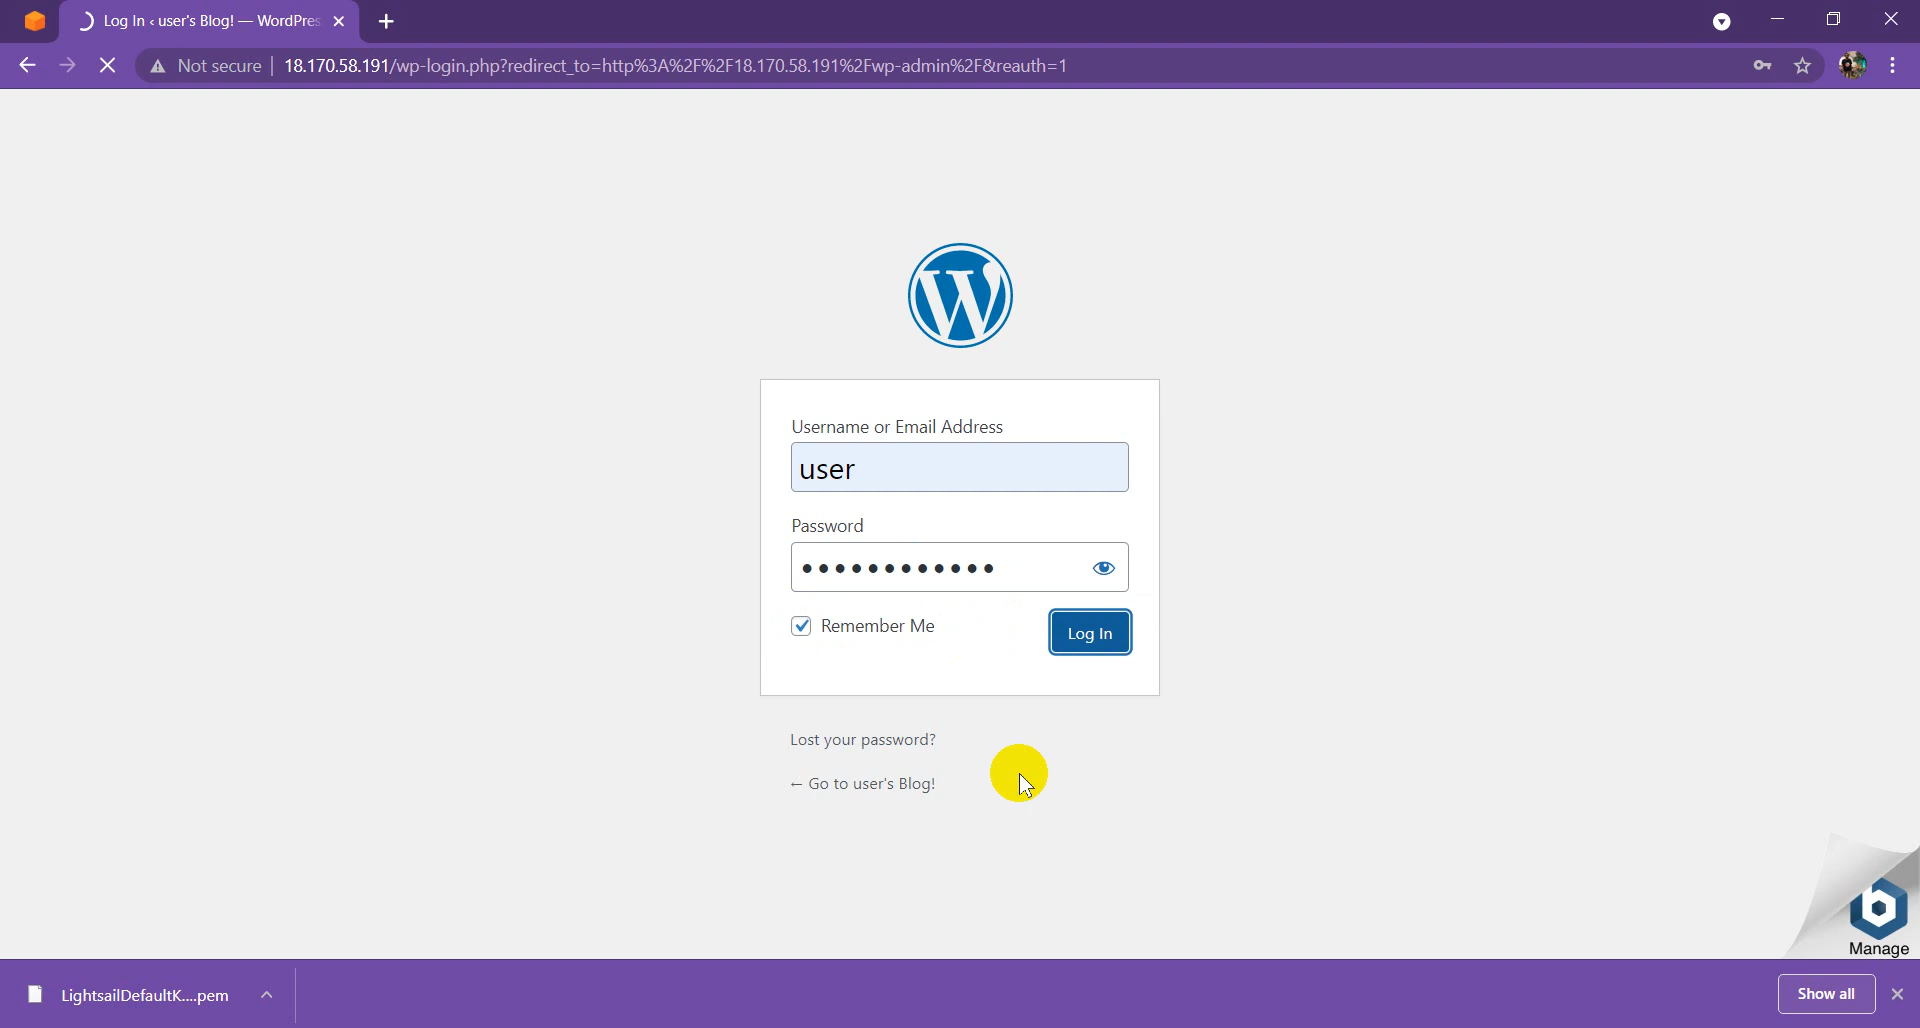 Log In ‹ user's Blog! — WordPres
Not secure
18.170.58.191/wp-login.php?redirect_to=http%3A%2F%2F18.170.58.191%2Fwp-admin%2F&reauth=1
Username or Email Address
user
Password
Remember Me
Log In
Lost your password?
← Go to user's Blog!
Manage
LightsailDefaultK....pem
Show all